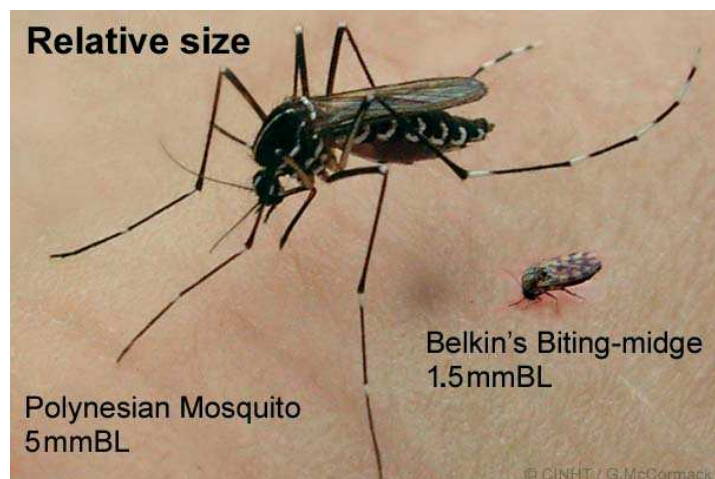 Relative size
Belkin's Biting-midge
1.5mmBL
Polynesian Mosquito
5mmBL
© CINHT / G.McCormack